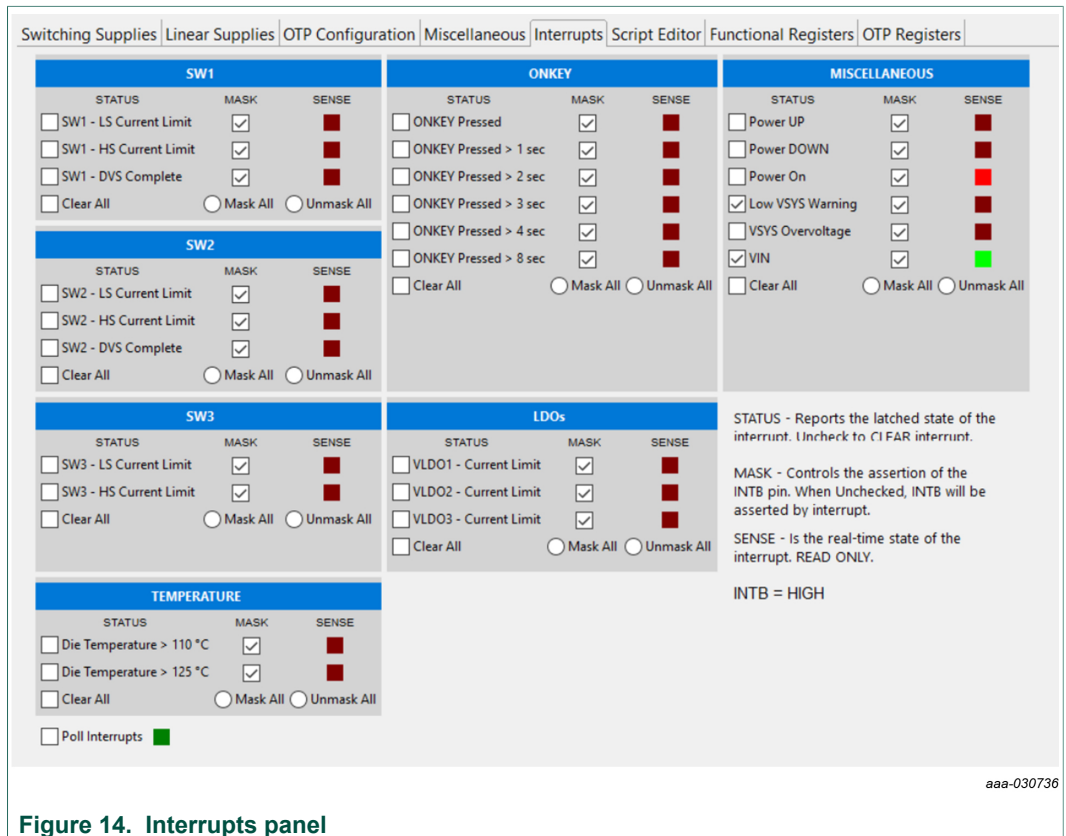 Switching Supplies Linear Supplies OTP Configuration Miscellaneous Interrupts Script Editor Functional Registers OTP Registers
SW1
STATUS MASK SENSE
SW1 - LS Current Limit
SW1 - HS Current Limit
SW1 - DVS Complete
Clear All Mask All Unmask All
SW2
STATUS MASK SENSE
SW2 - LS Current Limit
SW2 - HS Current Limit
SW2 - DVS Complete
Clear All Mask All Unmask All
SW3
STATUS MASK SENSE
SW3 - LS Current Limit
SW3 - HS Current Limit
Clear All Mask All Unmask All
TEMPERATURE
STATUS MASK SENSE
Die Temperature > 110 °C
Die Temperature > 125 °C
Clear All Mask All Unmask All
Poll Interrupts
ONKEY
STATUS MASK SENSE
ONKEY Pressed
ONKEY Pressed > 1 sec
ONKEY Pressed > 2 sec
ONKEY Pressed > 3 sec
ONKEY Pressed > 4 sec
ONKEY Pressed > 8 sec
Clear All Mask All Unmask All
LDOs
STATUS MASK SENSE
VLDO1 - Current Limit
VLDO2 - Current Limit
VLDO3 - Current Limit
Clear All Mask All Unmask All
MISCELLANEOUS
STATUS MASK SENSE
Power UP
Power DOWN
Power On
Low VSYS Warning
VSYS Overvoltage
VIN
Clear All Mask All Unmask All
STATUS - Reports the latched state of the
interrupt. Uncheck to CLEAR interrupt.
MASK - Controls the assertion of the
INTB pin. When Unchecked, INTB will be
asserted by interrupt.
SENSE - Is the real-time state of the
interrupt. READ ONLY.
INTB = HIGH
aaa-030736
Figure 14. Interrupts panel